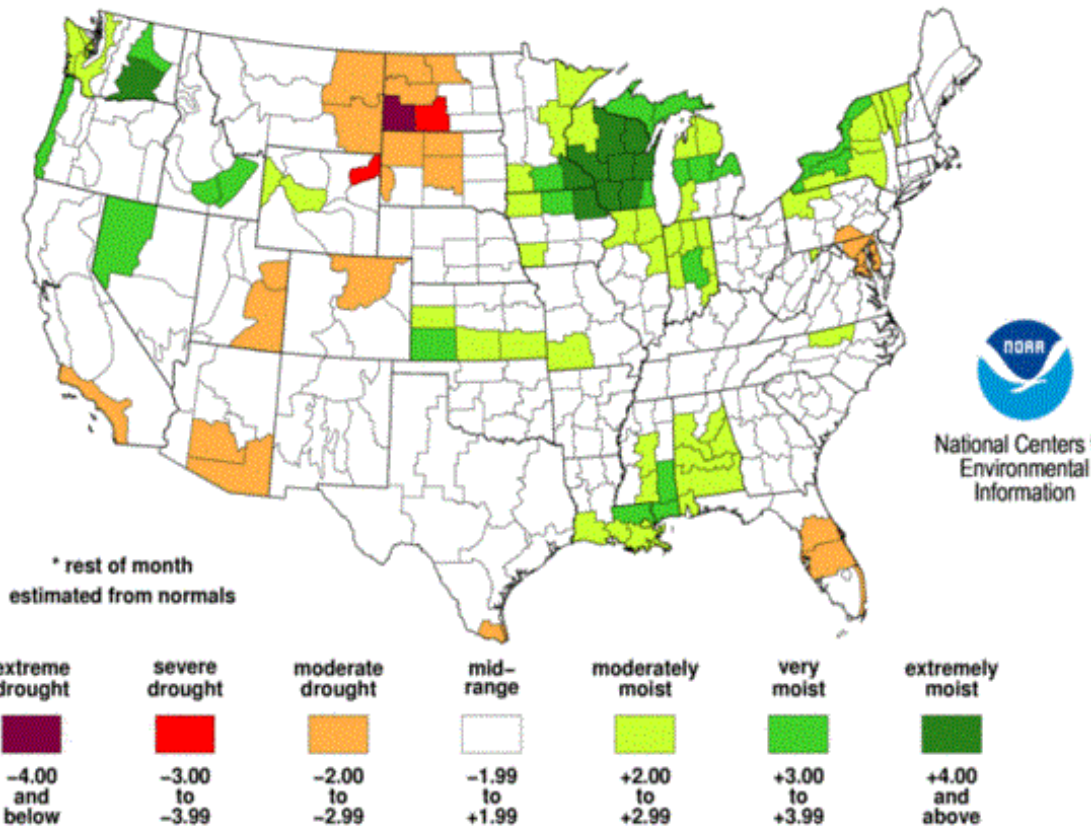 NOAA
National Centers
Environmental
Information
* rest of month
estimated from normals
extreme severe moderate mid- moderately very extremely
drought drought drought range moist moist moist
−4.00 −3.00 −2.00 −1.99 +2.00 +3.00 +4.00
and to to to to to and
below −3.99 −2.99 +1.99 +2.99 +3.99 above